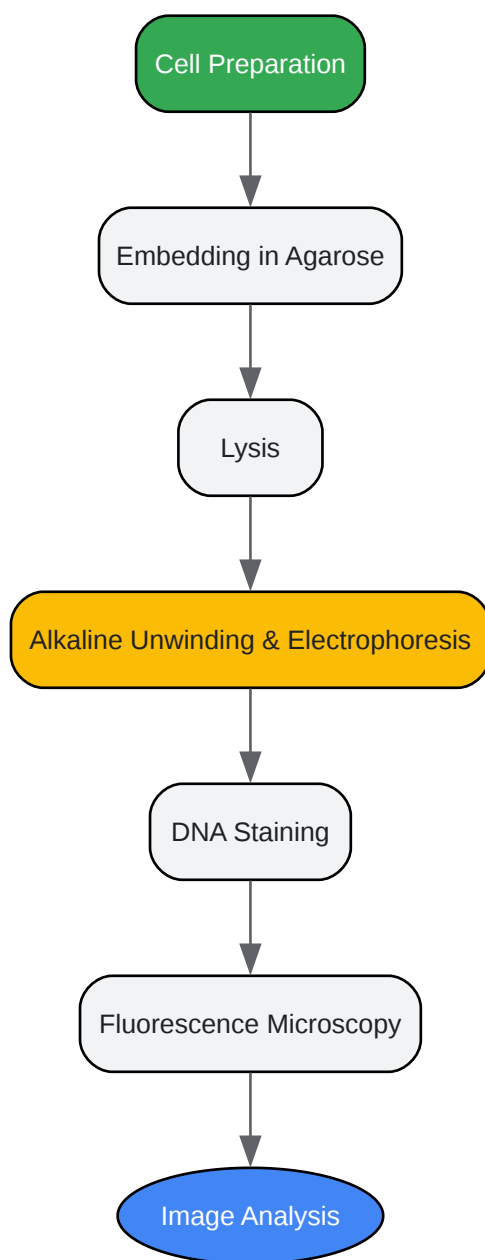 Cell Preparation
Embedding in Agarose
Lysis
Alkaline Unwinding & Electrophoresis
DNA Staining
Fluorescence Microscopy
Image Analysis